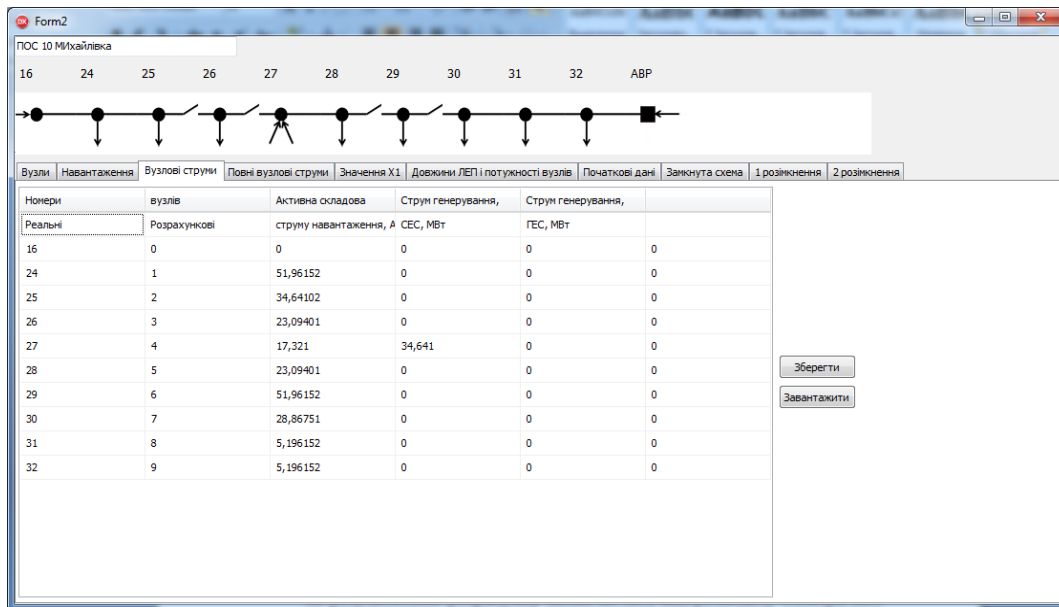 Form2
ПОС 10 МИхайлівка
16 24 25 26 27 28 29 30 31 32 АВР
Вузли Навантаження Вузлові струми Повні вузлові струми Значення X1 Довжини ЛЕП і потужності вузлів Початкові дані Замкнута схема 1 розімкнення 2 розімкнення
Номери вузлів Активна складова Струм генерування, Струм генерування,
Реальні Розрахункові струму навантаження, А СЕС, МВт ГЕС, МВт
16 0 0 0 0 0
24 1 51,96152 0 0 0
25 2 34,64102 0 0 0
26 3 23,09401 0 0 0
27 4 17,321 34,641 0 0
28 5 23,09401 0 0 0
29 6 51,96152 0 0 0
30 7 28,86751 0 0 0
31 8 5,196152 0 0 0
32 9 5,196152 0 0 0
Зберегти
Завантажити